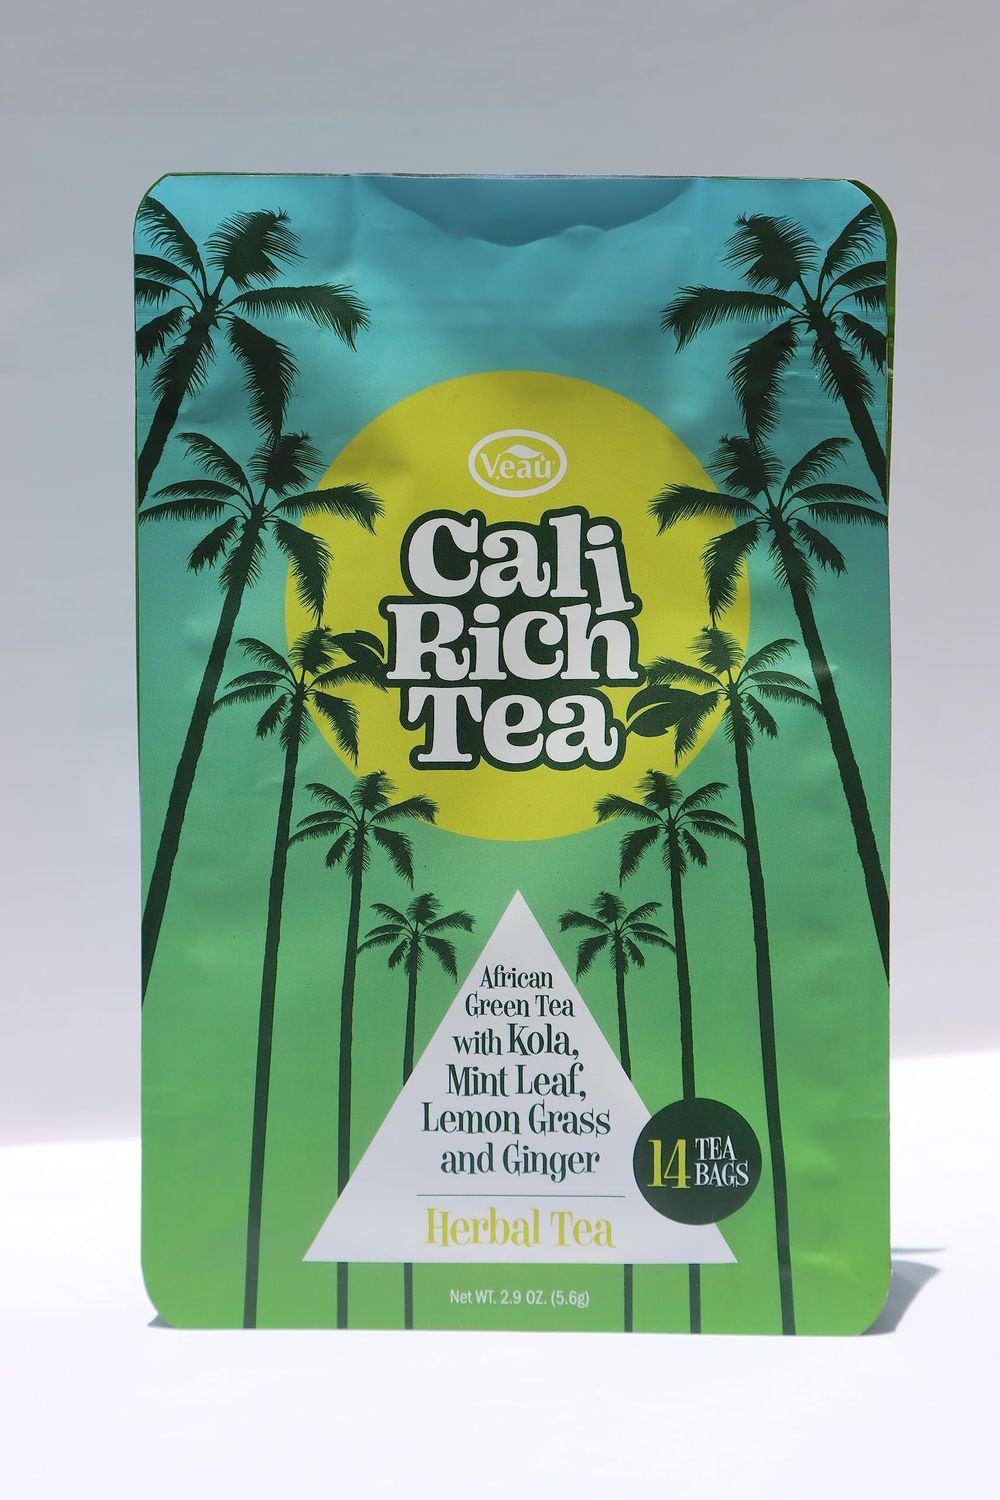 Veaù
Cali
Rich
Tea
African
Green Tea
with Kola,
Mint Leaf,
Lemon Grass
and Ginger
Herbal Tea
14 TEA
BAGS
Net WT. 2.9 OZ. (5.6g)